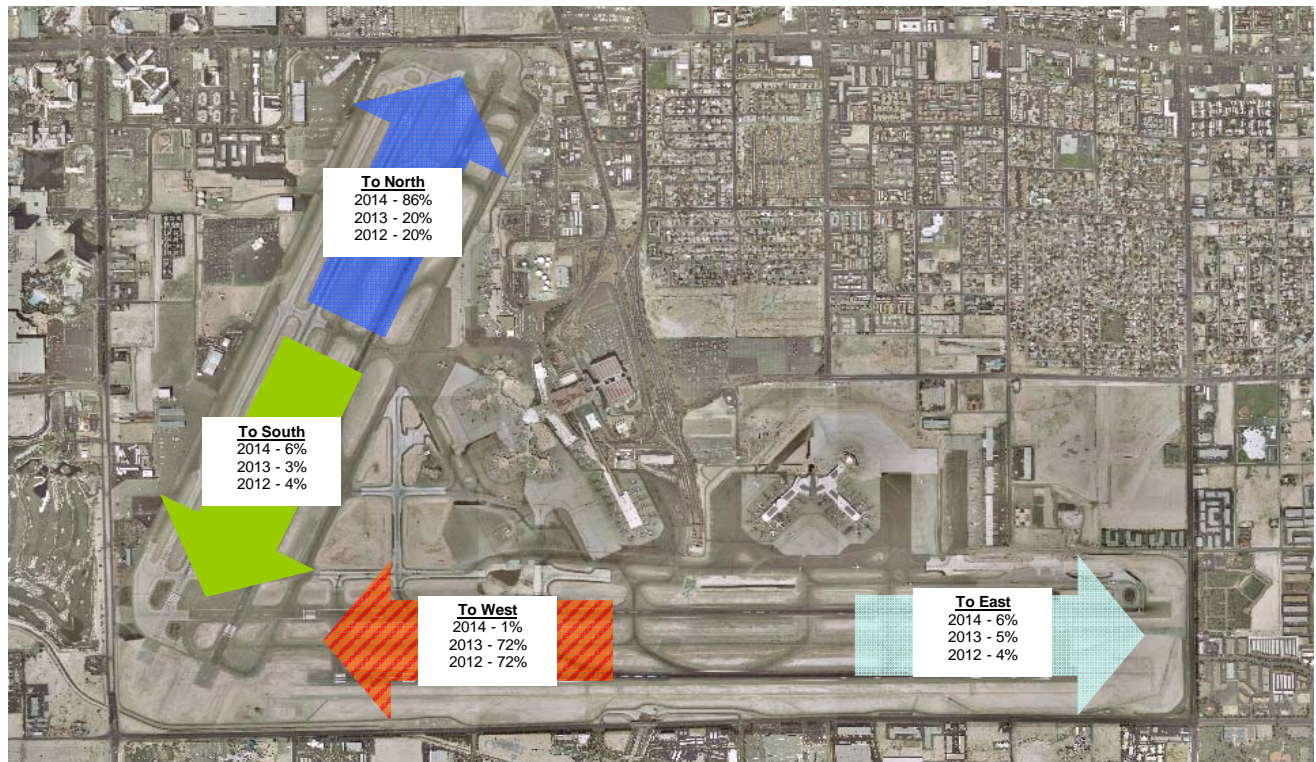 To North
2014 - 86%
2013 - 20%
2012 - 20%
To South
2014 - 6%
2013 - 3%
2012 - 4%
To West
2014 - 1%
2013 - 72%
2012 - 72%
To East
2014 - 6%
2013 - 5%
2012 - 4%